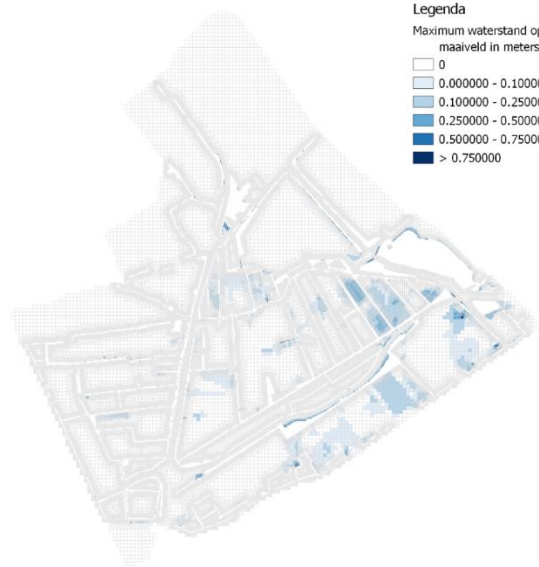 Legenda
Maximum waterstand op
maaiveld in meters
0
0.000000 - 0.10000
0.100000 - 0.25000
0.250000 - 0.50000
0.500000 - 0.75000
> 0.750000